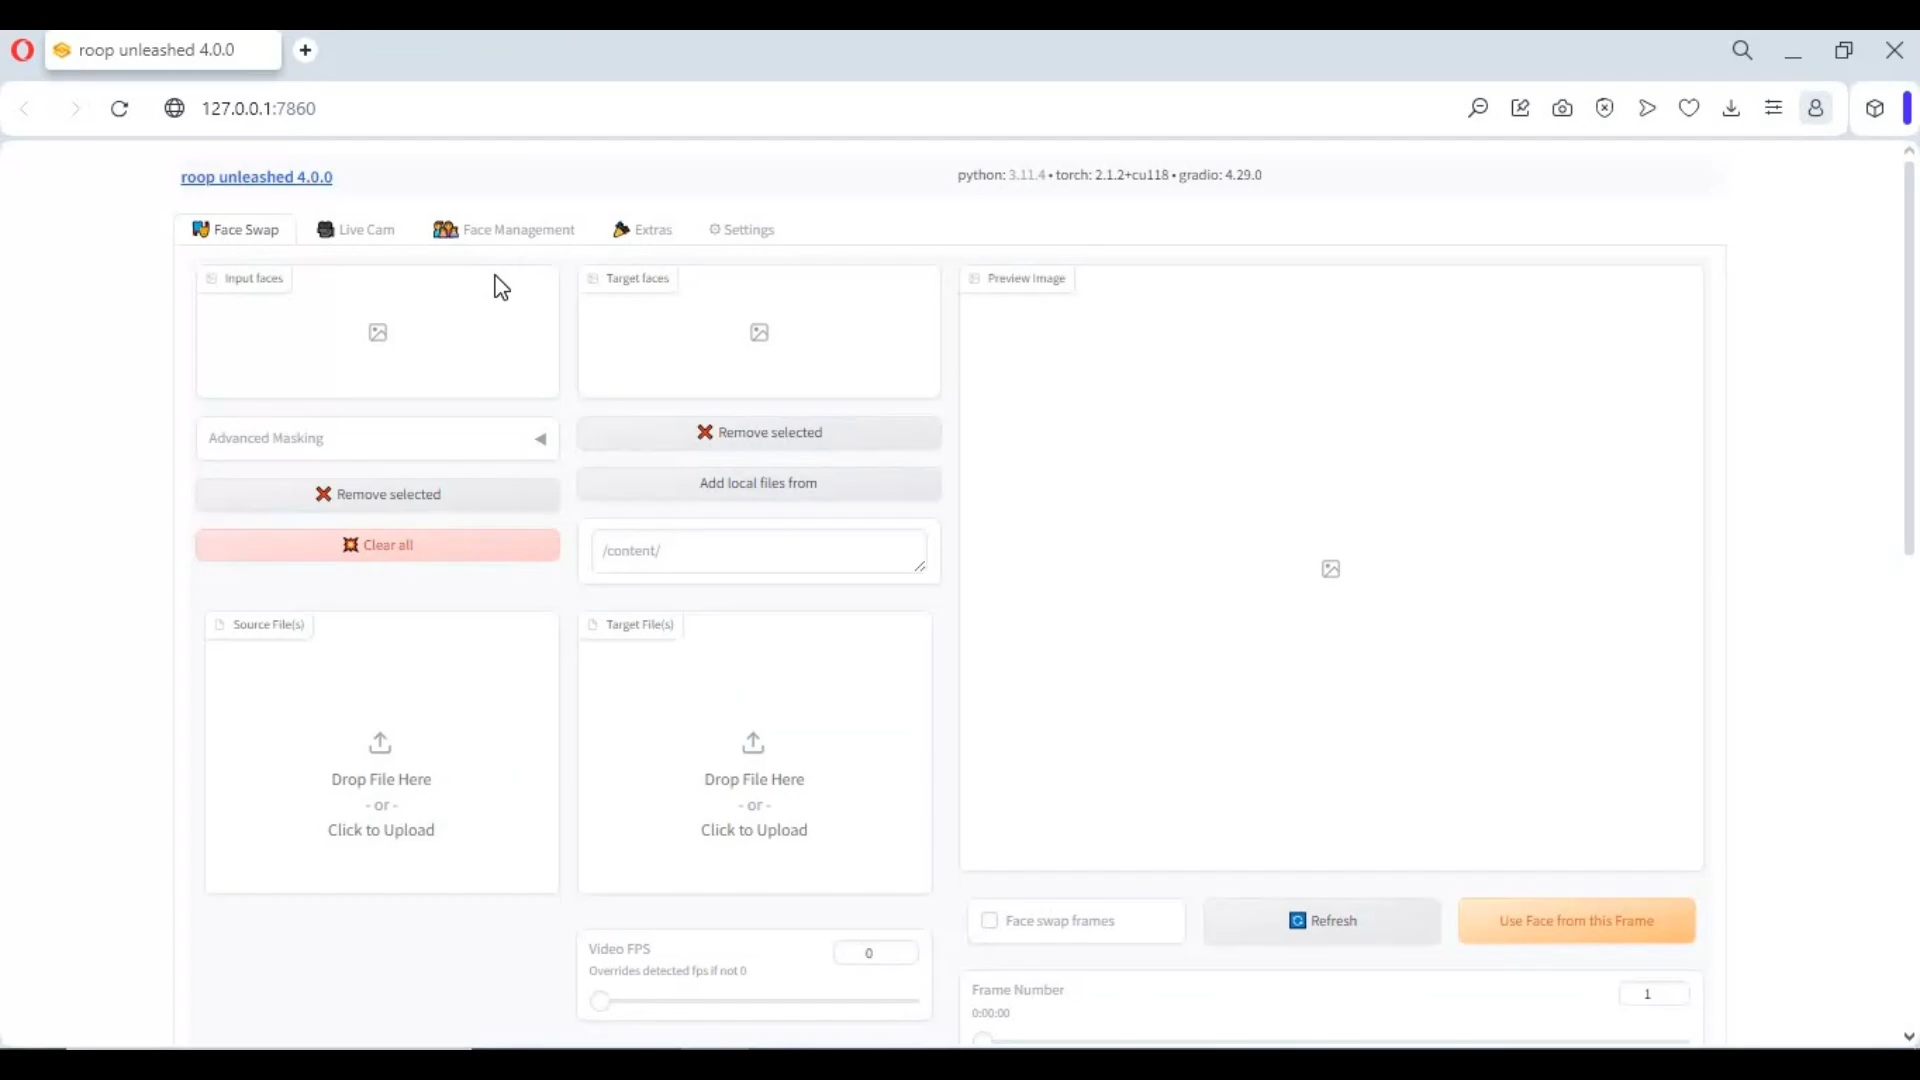 roop unleashed 4.0.0
127.0.0.1:7860
roop unleashed 4.0.0
python: 3.11.4 • torch: 2.1.2+cu118 • gradio: 4.29.0
Face Swap
Live Cam
Face Management
Extras
Settings
Input faces
Target faces
Preview Image
Advanced Masking
Remove selected
Remove selected
Add local files from
Clear all
/content/
Source File(s)
Target File(s)
Drop File Here
- or -
Click to Upload
Drop File Here
- or -
Click to Upload
Face swap frames
Refresh
Use Face from this Frame
Video FPS
0
Overrides detected fps if not 0
Frame Number
1
0:00:00